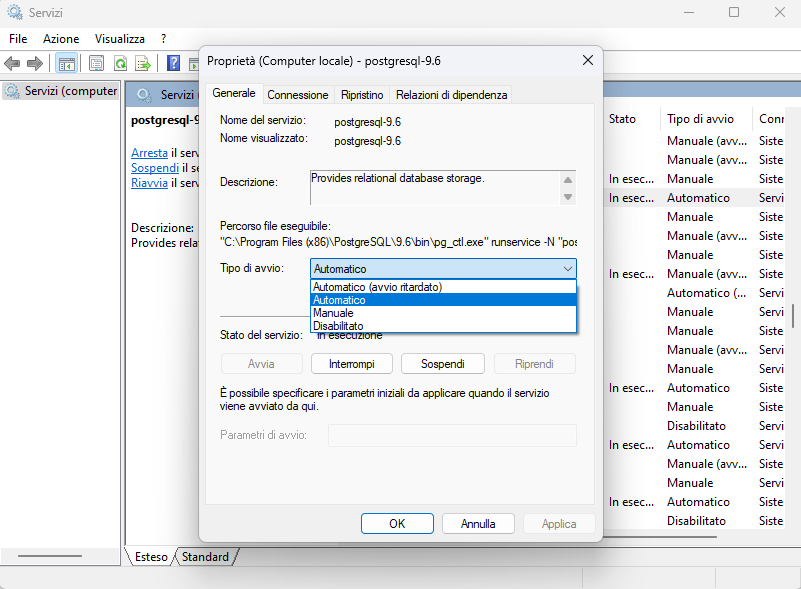 Servizi
File Azione Visualizza ?
Servizi (computer
Servizi
postgresql-9
Arresta il serv
Sospendi il se
Riavvia il serv
Descrizione:
Provides rela
Proprietà (Computer locale) - postgresql-9.6
Generale Connessione Ripristino Relazioni di dipendenza
Nome del servizio: postgresql-9.6
Nome visualizzato: postgresql-9.6
Descrizione: Provides relational database storage.
Percorso file eseguibile:
"C:\Program Files (x86)\PostgreSQL\9.6\bin\pg_ctl.exe" runservice -N "pos
Tipo di avvio: Automatico
Automatico (avvio ritardato)
Automatico
Manuale
Disabilitato
Stato del servizio: In esecuzione
Avvia Interrompi Sospendi Riprendi
È possibile specificare i parametri iniziali da applicare quando il servizio
viene avviato da qui.
Parametri di avvio:
OK Annulla Applica
Stato Tipo di avvio Conn
Manuale (avv... Siste
Manuale (avv... Siste
In esec... Manuale Siste
In esec... Automatico Servi
Manuale Siste
Manuale Siste
Manuale Siste
In esec... Manuale (avv... Siste
Automatico (... Servi
Manuale Siste
Manuale Siste
Manuale (avv... Siste
Manuale Siste
In esec... Automatico Siste
Manuale Siste
Disabilitato Servi
In esec... Automatico Servi
Manuale (avv... Siste
Manuale Servi
In esec... Automatico Siste
Disabilitato Siste
Esteso Standard